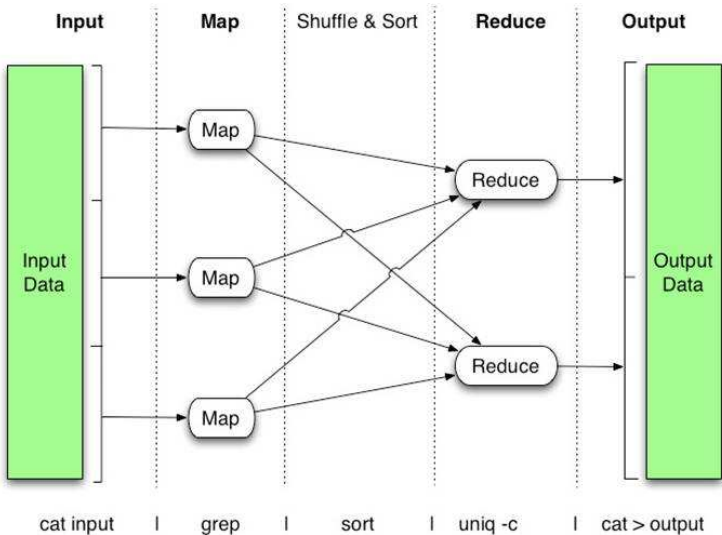 Input Map Shuffle & Sort Reduce Output
Map
Reduce
Input
Data
Map
Output
Data
Reduce
Map
cat input | grep | sort | uniq -c | cat > output